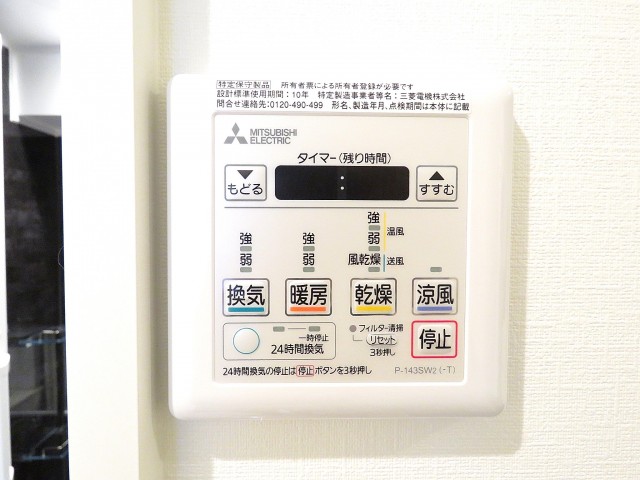 特定保守製品 所有者票による所有者登録が必要です
設計標準使用期間：10年 特定製造事業者等名：三菱電機株式会社
問合せ連絡先:0120-490-499 形名、製造年月、点検期間は本体に記載
MITSUBISHI
ELECTRIC
タイマー(残り時間)
▼
もどる
:
▲
すすむ
強
弱
強
弱
強
弱
風乾燥
温風
送風
換気
暖房
乾燥
涼風
一時停止
24時間換気
フィルター清掃
リセット
3秒押し
停止
24時間換気の停止は停止ボタンを3秒押し
P-143SW2(-T)